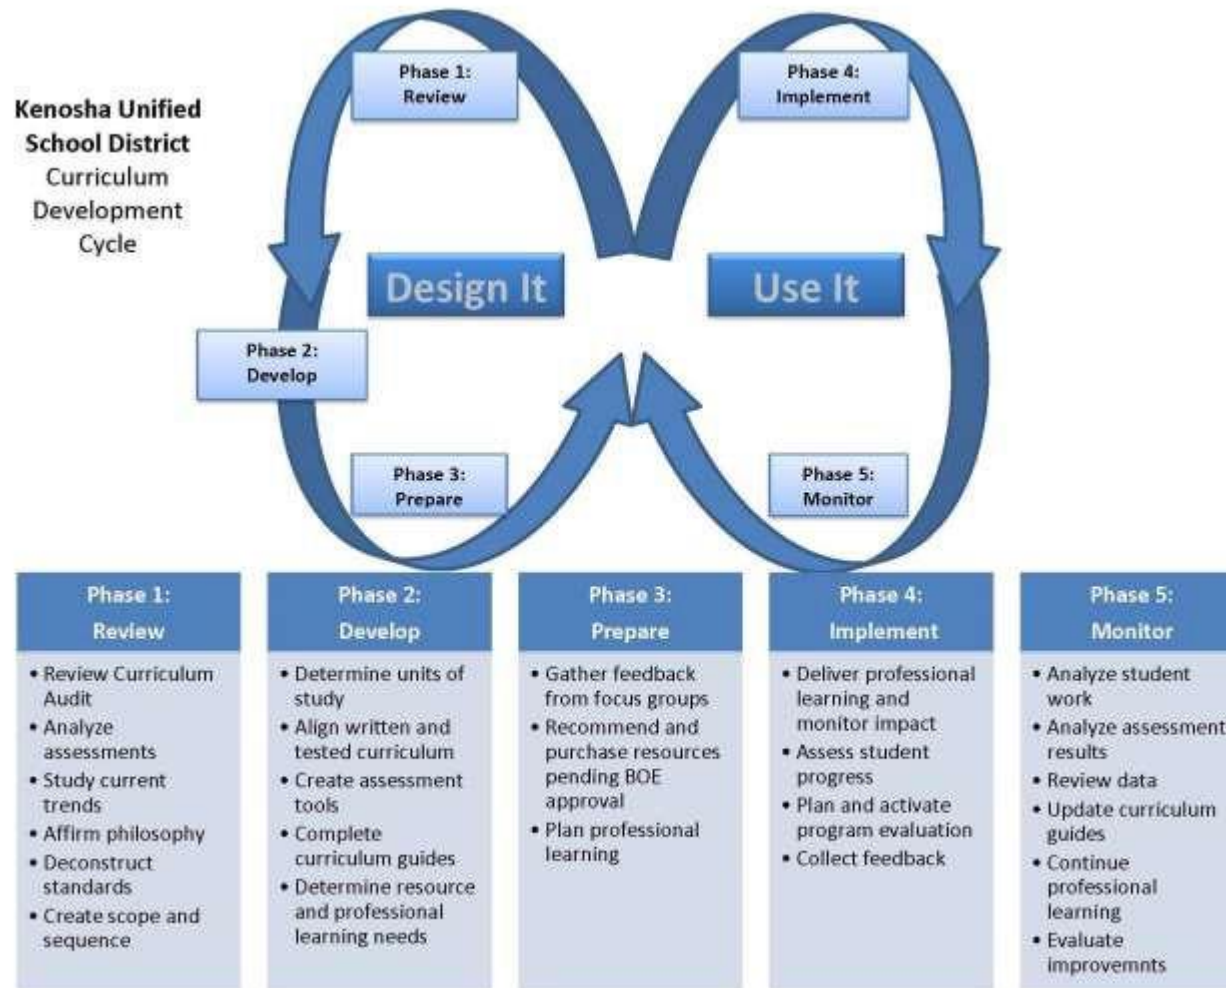 Kenosha Unified
School District
Curriculum
Development
Cycle
Phase 1:
Review
Phase 4:
Implement
Design It
Use It
Phase 2:
Develop
Phase 3:
Prepare
Phase 5:
Monitor
Phase 1:
Review
• Review Curriculum
Audit
• Analyze
assessments
• Study current
trends
• Affirm philosophy
• Deconstruct
standards
• Create scope and
sequence
Phase 2:
Develop
• Determine units of
study
• Align written and
tested curriculum
• Create assessment
tools
• Complete
curriculum guides
• Determine resource
and professional
learning needs
Phase 3:
Prepare
• Gather feedback
from focus groups
• Recommend and
purchase resources
pending BOE
approval
• Plan professional
learning
Phase 4:
Implement
• Deliver professional
learning and
monitor impact
• Assess student
progress
• Plan and activate
program evaluation
• Collect feedback
Phase 5:
Monitor
• Analyze student
work
• Analyze assessment
results
• Review data
• Update curriculum
guides
• Continue
professional
learning
• Evaluate
improvemnts